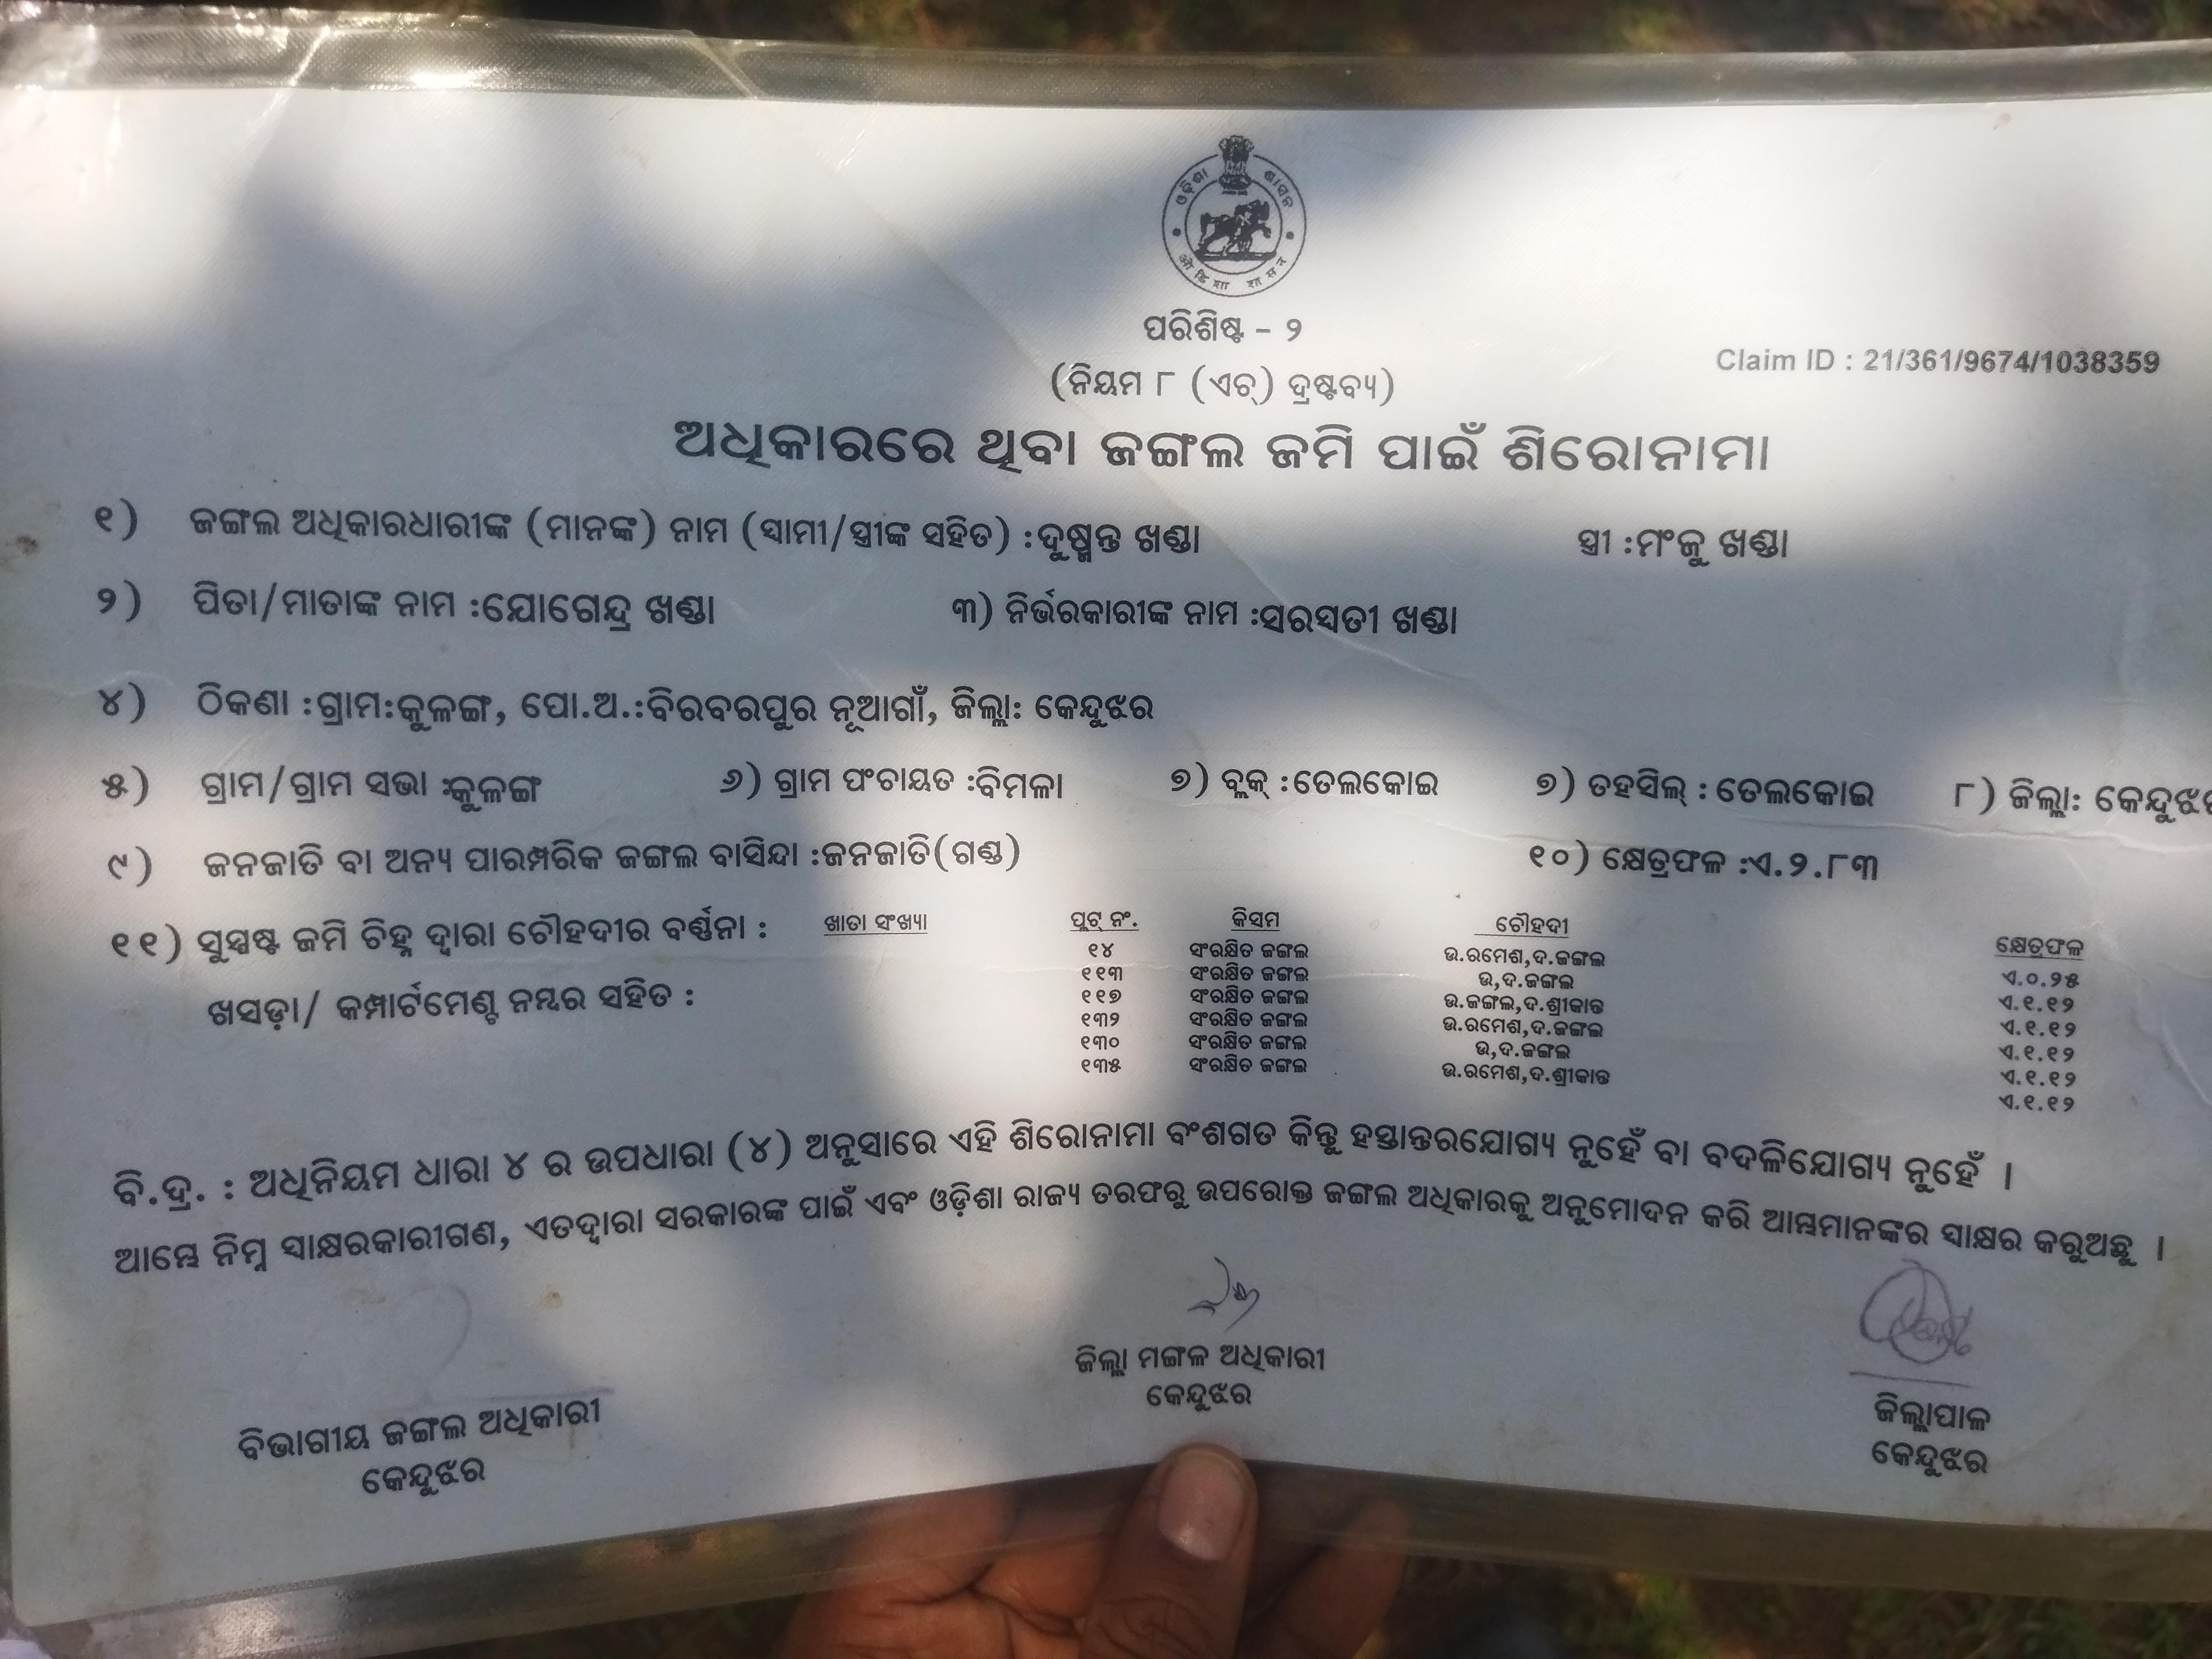 ଓଡ଼ିଶା ଶାସନ
ओडिशा शासन
ପରିଶିଷ୍ଟ - ୨
(ନିୟମ ୮ (ଏଚ୍) ଦ୍ରଷ୍ଟବ୍ୟ)
Claim ID : 21/361/9674/1038359
ଅଧିକାରରେ ଥିବା ଜଙ୍ଗଲ ଜମି ପାଇଁ ଶିରୋନାମା
୧) ଜଙ୍ଗଲ ଅଧିକାରଧାରୀଙ୍କ (ମାନଙ୍କ) ନାମ (ସ୍ୱାମୀ/ସ୍ତ୍ରୀଙ୍କ ସହିତ) :ଦୁଷ୍ମନ୍ତ ଖଣ୍ଡା ସ୍ତ୍ରୀ :ମଂଜୁ ଖଣ୍ଡା
୨) ପିତା/ମାତାଙ୍କ ନାମ :ଯୋଗେନ୍ଦ୍ର ଖଣ୍ଡା ୩) ନିର୍ଭରକାରୀଙ୍କ ନାମ :ସରସ୍ୱତୀ ଖଣ୍ଡା
୪) ଠିକଣା :ଗ୍ରାମ:କୁଳଙ୍ଗ, ପୋ.ଅ.:ବିରବରପୁର ନୂଆଗାଁ, ଜିଲ୍ଲା: କେନ୍ଦୁଝର
୫) ଗ୍ରାମ/ଗ୍ରାମ ସଭା :କୁଳଙ୍ଗ ୬) ଗ୍ରାମ ପଂଚାୟତ :ବିମଳା ୭) ବ୍ଲକ୍ :ତେଲକୋଇ ୭) ତହସିଲ୍ : ତେଲକୋଇ ୮) ଜିଲ୍ଲା: କେନ୍ଦୁଝର
୯) ଜନଜାତି ବା ଅନ୍ୟ ପାରମ୍ପରିକ ଜଙ୍ଗଲ ବାସିନ୍ଦା :ଜନଜାତି(ଗଣ୍ଡ) ୧୦) କ୍ଷେତ୍ରଫଳ :ଏ.୨.୮୩
୧୧) ସୁସ୍ପଷ୍ଟ ଜମି ଚିହ୍ନ ଦ୍ୱାରା ଚୌହଦୀର ବର୍ଣ୍ଣନା : ଖାତା ସଂଖ୍ୟା ପ୍ଲଟ୍ ନଂ. କିସମ ଚୌହଦୀ କ୍ଷେତ୍ରଫଳ
ଖସଡ଼ା/ କମ୍ପାର୍ଟମେଣ୍ଟ ନମ୍ବର ସହିତ :
୧୪ ସଂରକ୍ଷିତ ଜଙ୍ଗଲ ଉ.ରମେଶ,ଦ.ଜଙ୍ଗଲ ଏ.୦.୨୫
୧୧୩ ସଂରକ୍ଷିତ ଜଙ୍ଗଲ ଉ,ଦ.ଜଙ୍ଗଲ ଏ.୧.୧୨
୧୧୭ ସଂରକ୍ଷିତ ଜଙ୍ଗଲ ଉ.ଜଙ୍ଗଲ,ଦ.ଶ୍ରୀକାନ୍ତ ଏ.୧.୧୨
୧୩୨ ସଂରକ୍ଷିତ ଜଙ୍ଗଲ ଉ.ରମେଶ,ଦ.ଜଙ୍ଗଲ ଏ.୧.୧୨
୧୩୦ ସଂରକ୍ଷିତ ଜଙ୍ଗଲ ଉ,ଦ.ଜଙ୍ଗଲ ଏ.୧.୧୨
୧୩୫ ସଂରକ୍ଷିତ ଜଙ୍ଗଲ ଉ.ରମେଶ,ଦ.ଶ୍ରୀକାନ୍ତ ଏ.୧.୧୨
ବି.ଦ୍ର. : ଅଧିନିୟମ ଧାରା ୪ ର ଉପଧାରା (୪) ଅନୁସାରେ ଏହି ଶିରୋନାମା ବଂଶଗତ କିନ୍ତୁ ହସ୍ତାନ୍ତରଯୋଗ୍ୟ ନୁହେଁ ବା ବଦଳିଯୋଗ୍ୟ ନୁହେଁ ।
ଆମ୍ଭେ ନିମ୍ନ ସ୍ୱାକ୍ଷରକାରୀଗଣ, ଏତଦ୍ୱାରା ସରକାରଙ୍କ ପାଇଁ ଏବଂ ଓଡ଼ିଶା ରାଜ୍ୟ ତରଫରୁ ଉପରୋକ୍ତ ଜଙ୍ଗଲ ଅଧିକାରକୁ ଅନୁମୋଦନ କରି ଆମ୍ଭମାନଙ୍କର ସ୍ୱାକ୍ଷର କରୁଅଛୁ ।
ବିଭାଗୀୟ ଜଙ୍ଗଲ ଅଧିକାରୀ
କେନ୍ଦୁଝର
ଜିଲ୍ଲା ମଙ୍ଗଳ ଅଧିକାରୀ
କେନ୍ଦୁଝର
ଜିଲ୍ଲାପାଳ
କେନ୍ଦୁଝର